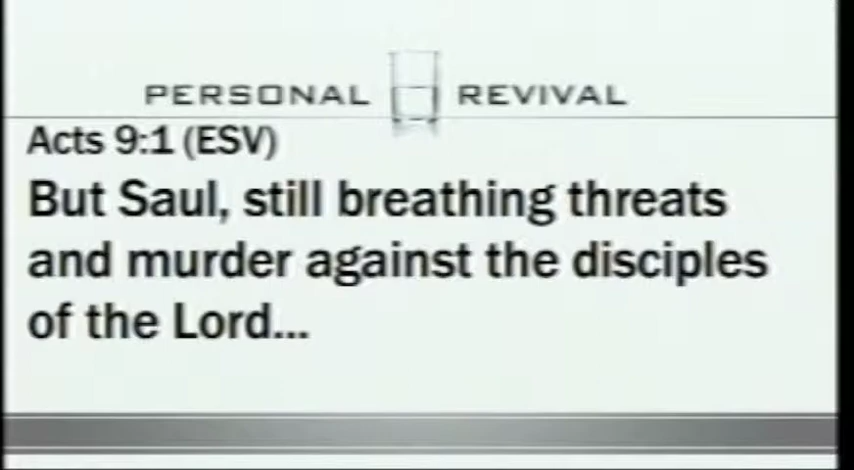 PERSONAL REVIVAL
Acts 9:1 (ESV)
But Saul, still breathing threats
and murder against the disciples
of the Lord...